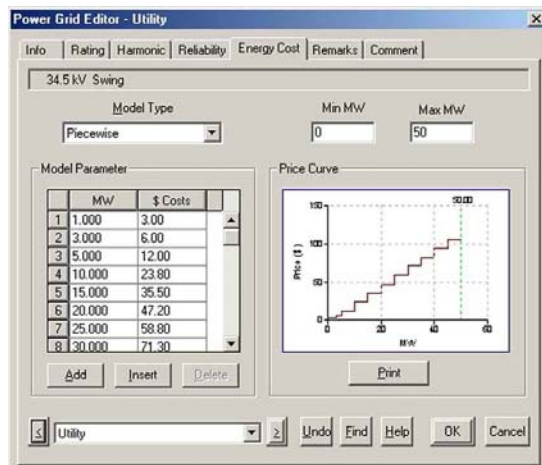 Power Grid Editor - Utility
Info Rating Harmonic Reliability Energy Cost Remarks Comment
34.5 kV Swing
Model Type Min MW Max MW
Piecewise 0 50
Model Parameter Price Curve
MW $ Costs
1 1.000 3.00
2 3.000 6.00
3 5.000 12.00
4 10.000 23.80
5 15.000 35.50
6 20.000 47.20
7 25.000 58.80
8 30.000 71.30
50.00
150
100
50
0
Price ($)
0 20 40 60
MW
Add Insert Delete Print
Utility Undo Find Help OK Cancel